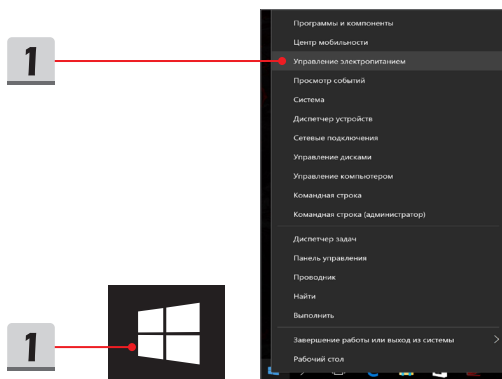 1
Программы и компоненты
Центр мобильности
Управление электропитанием
Просмотр событий
Система
Диспетчер устройств
Сетевые подключения
Управление дисками
Управление компьютером
Командная строка
Командная строка (администратор)
Диспетчер задач
Панель управления
Проводник
Найти
Выполнить
Завершение работы или выход из системы
Рабочий стол
1